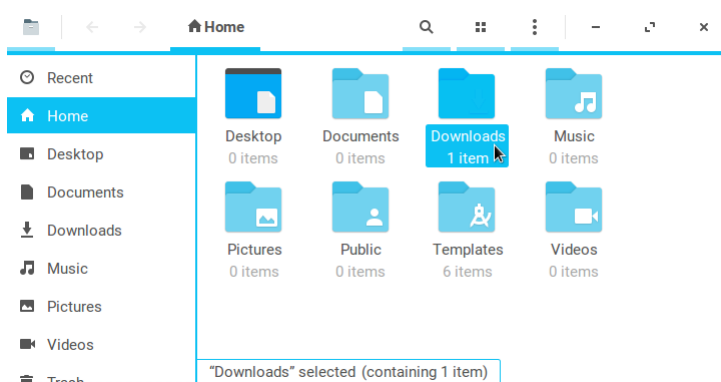 Home
Recent
Home
Desktop
Documents
Downloads
Music
Pictures
Videos
Trash
Desktop
0 items
Documents
0 items
Downloads
1 item
Music
0 items
Pictures
0 items
Public
0 items
Templates
6 items
Videos
0 items
“Downloads” selected (containing 1 item)